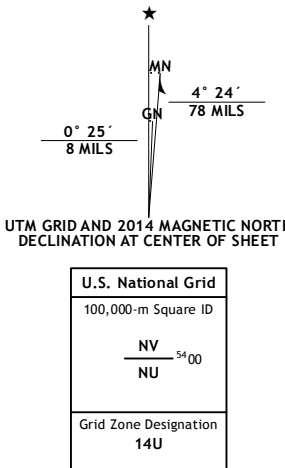 ★
MN
4° 24´
78 MILS
GN
0° 25´
8 MILS
UTM GRID AND 2014 MAGNETIC NORTH
DECLINATION AT CENTER OF SHEET
U.S. National Grid
100,000-m Square ID
NV
5400
NU
Grid Zone Designation
14U